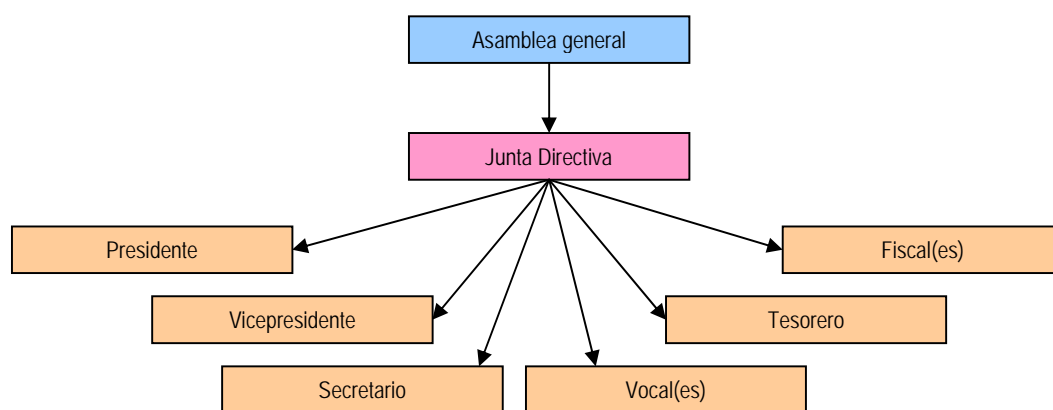 Asamblea general
Junta Directiva
Presidente
Fiscal(es)
Vicepresidente
Tesorero
Secretario
Vocal(es)